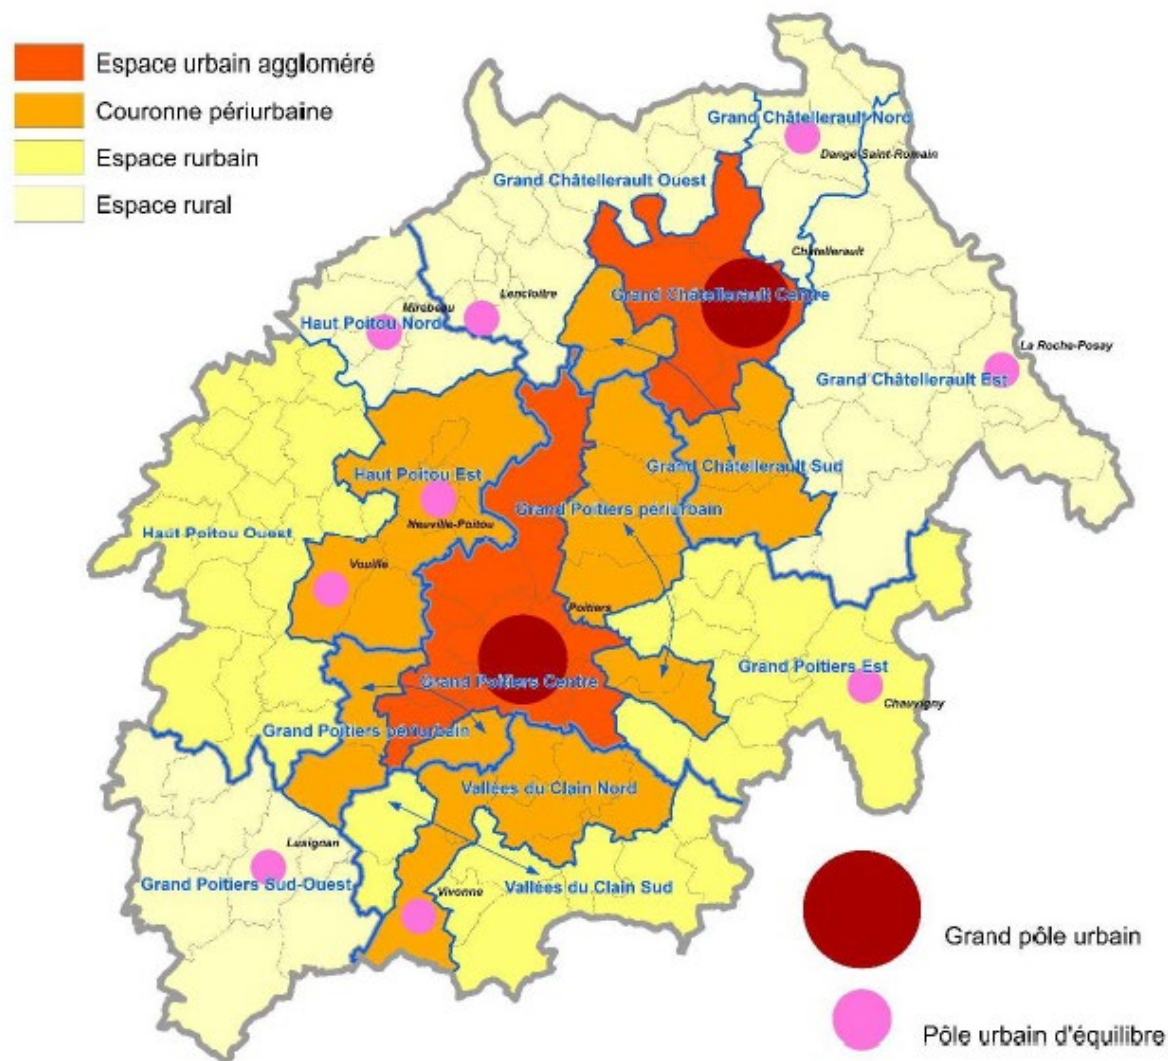 Espace urbain aggloméré
Couronne périurbaine
Espace rurbain
Espace rural
Grand Châtellerault Nord
Dangé-Saint-Romain
Grand Châtellerault Ouest
Châtellerault
Grand Châtellerault Centre
Lencloitre
Mirebeau
Haut Poitou Nord
La Roche-Posay
Grand Châtellerault Est
Haut Poitou Est
Grand Châtellerault Sud
Neuville-Poitou
Grand Poitiers périurbain
Haut Poitou Ouest
Vouillé
Poitiers
Grand Poitiers Est
Grand Poitiers Centre
Chauvigny
Grand Poitiers périurbain
Vallées du Clain Nord
Lusignan
Grand Poitiers Sud-Ouest
Vivonne
Vallées du Clain Sud
Grand pôle urbain
Pôle urbain d'équilibre